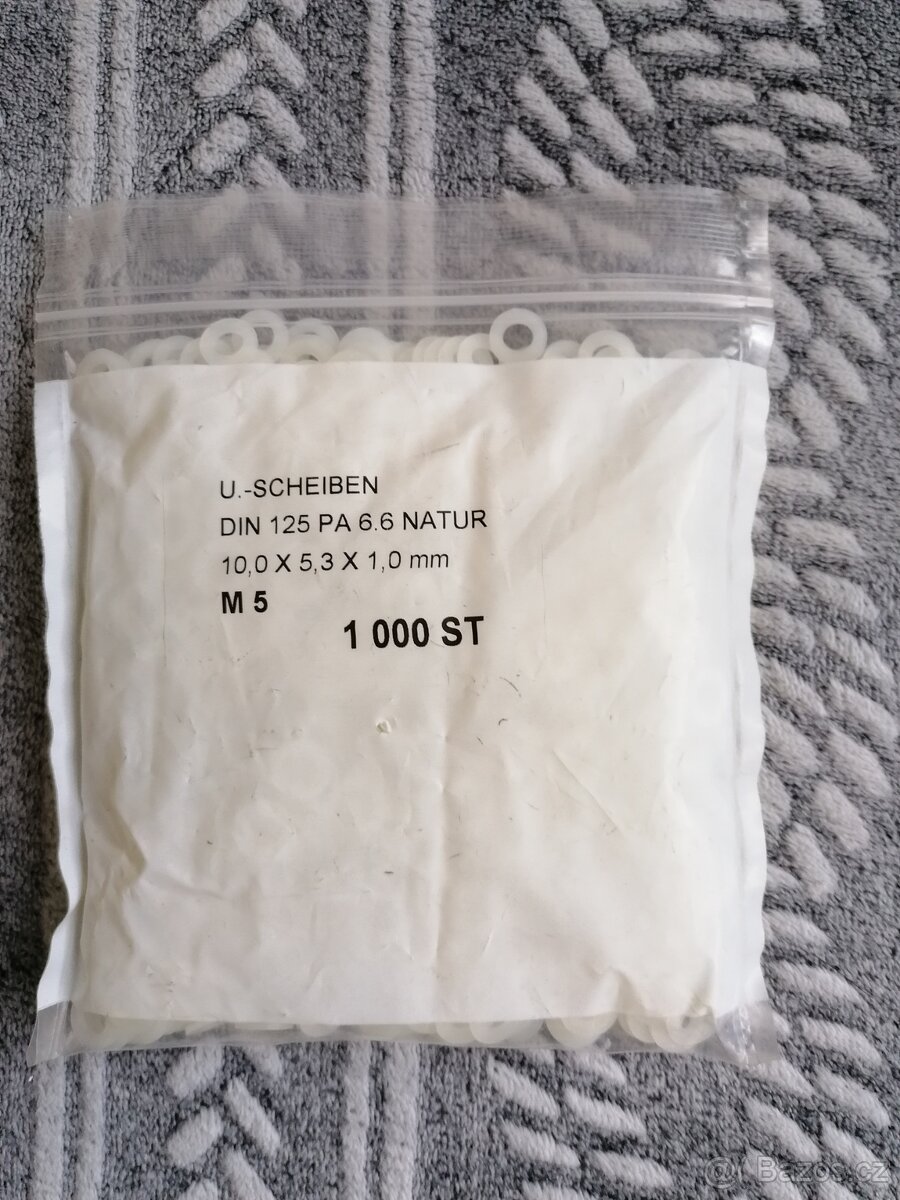 U.-SCHEIBEN
DIN 125 PA 6.6 NATUR
10,0 X 5,3 X 1,0 mm
M 5
1 000 ST
@ Bazos.cz